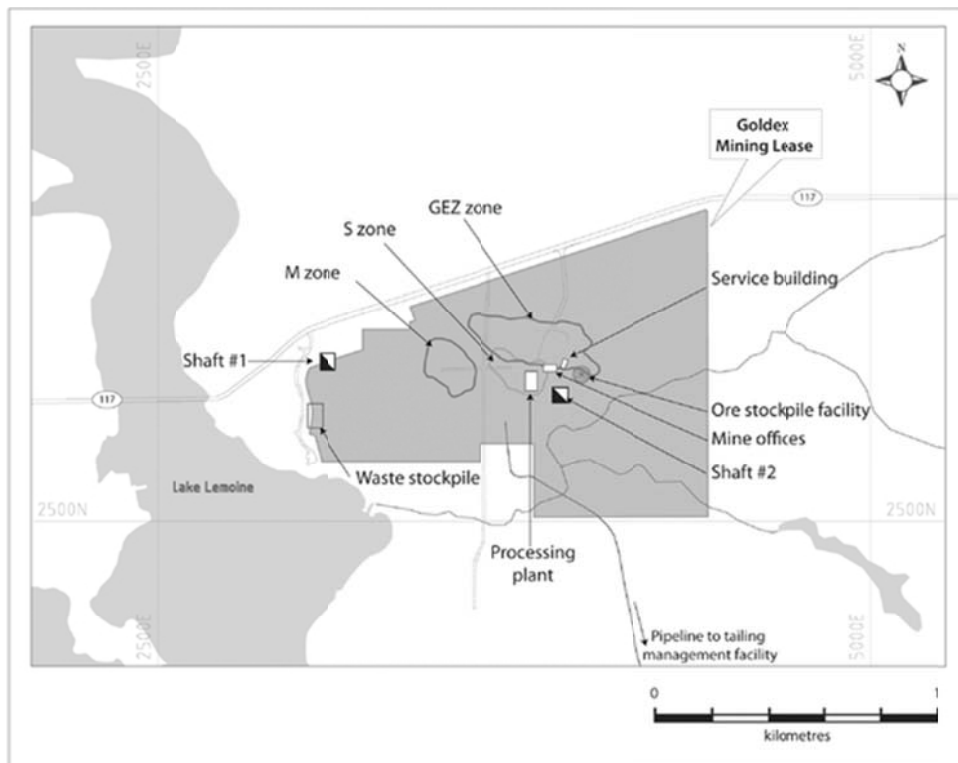 2500E
5000E
N
Goldex
Mining Lease
117
GEZ zone
S zone
M zone
Service building
Shaft #1
117
Ore stockpile facility
Mine offices
Shaft #2
Waste stockpile
Lake Lemoine
2500N
2500N
Processing
plant
2500E
5000E
Pipeline to tailing
management facility
0
1
kilometres